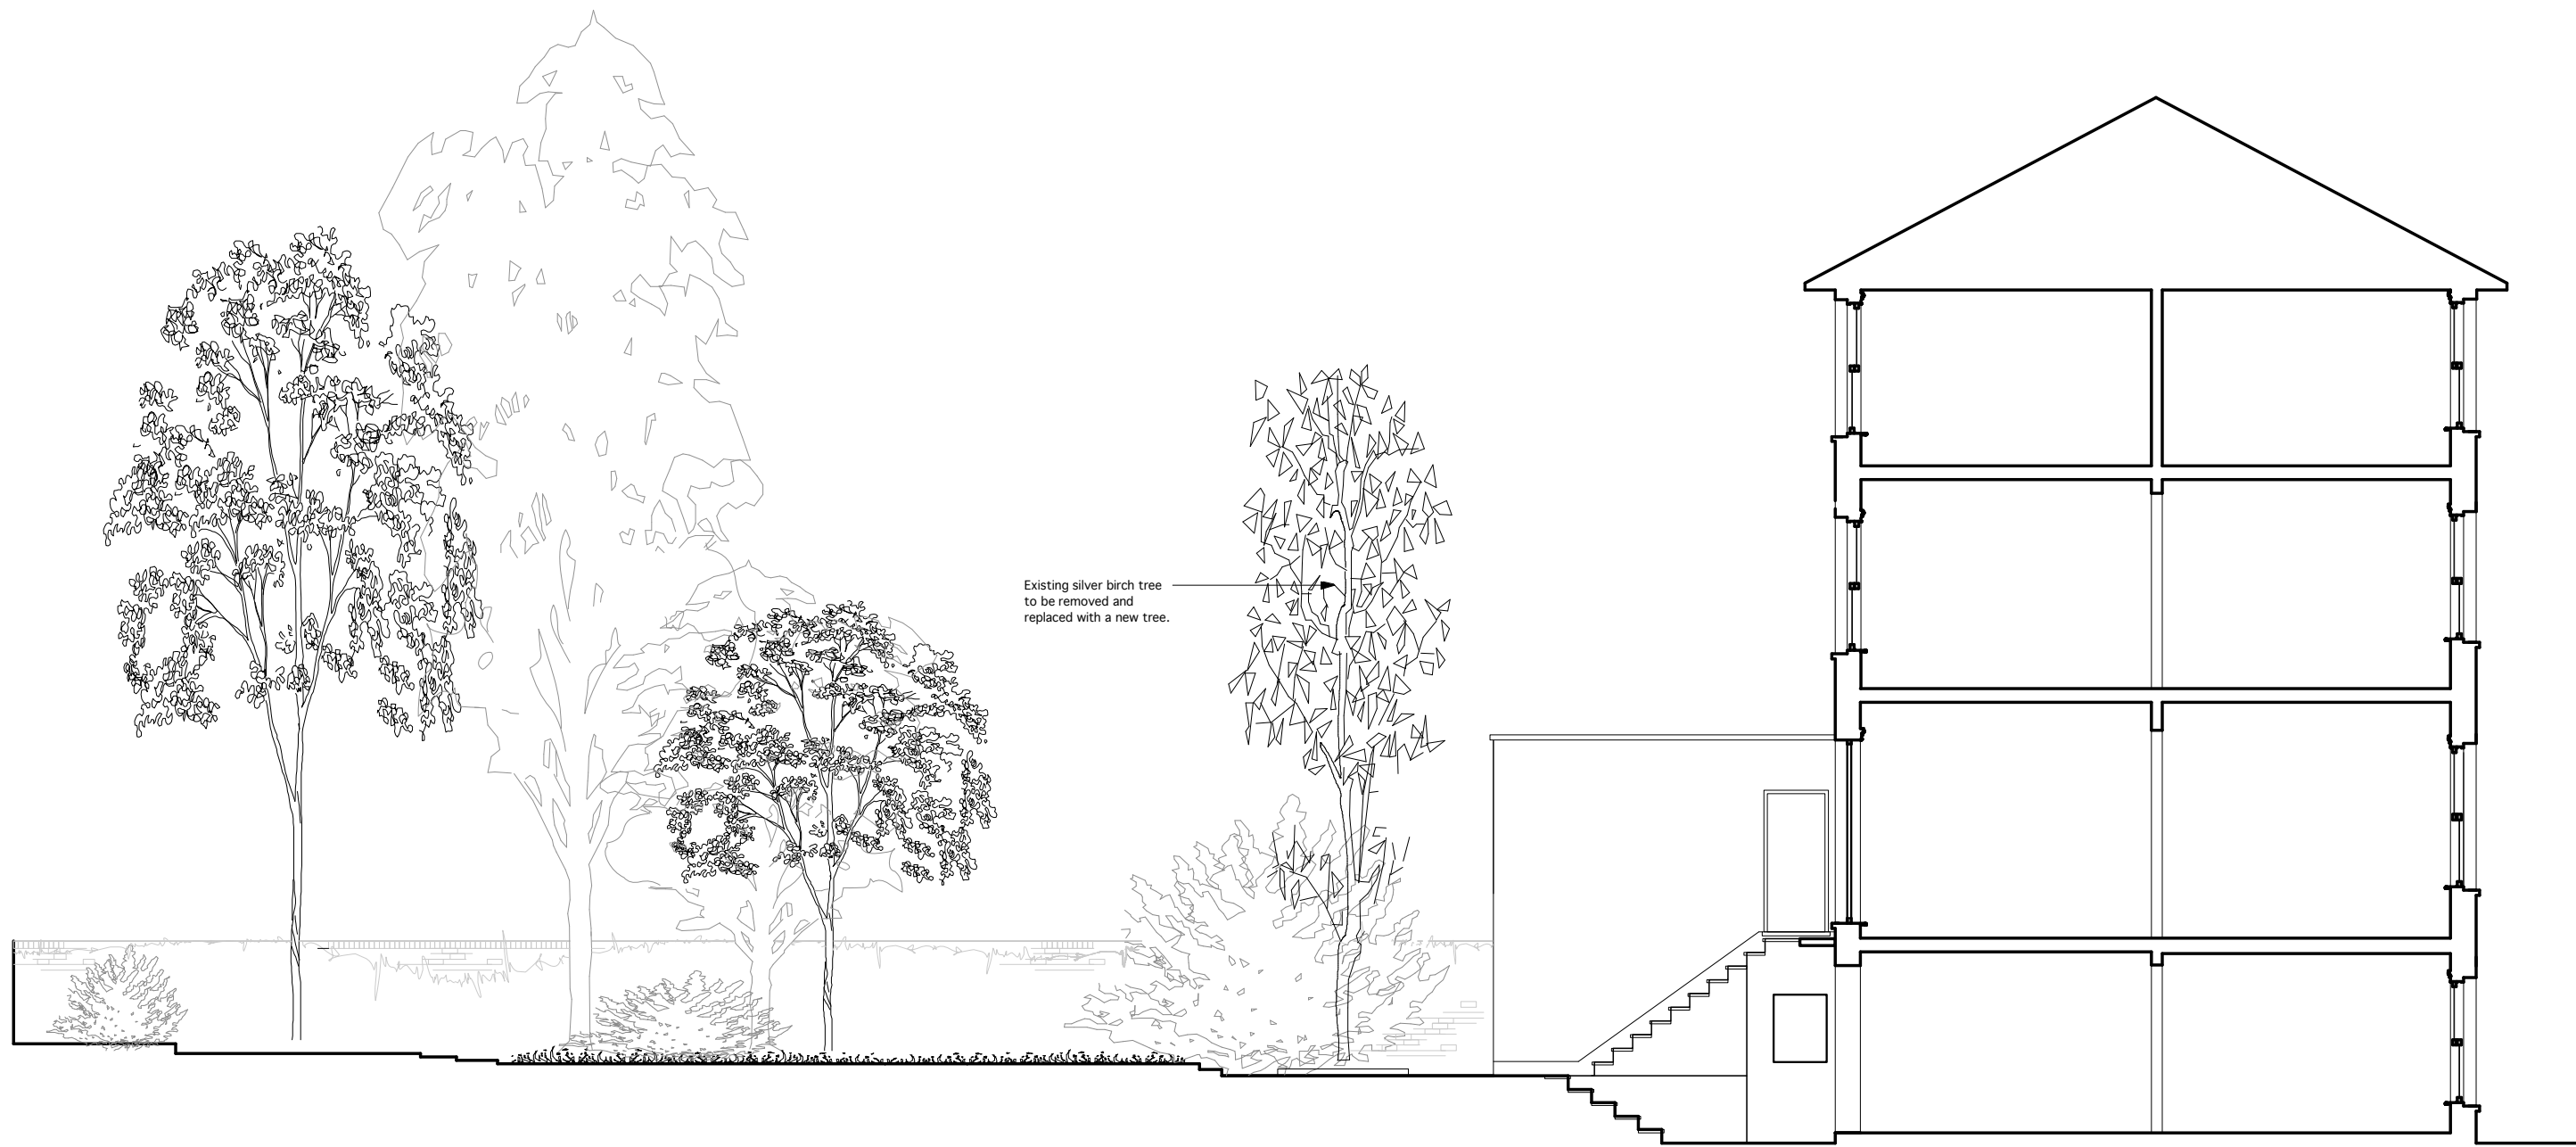 Existing silver birch tree
to be removed and
replaced with a new tree.